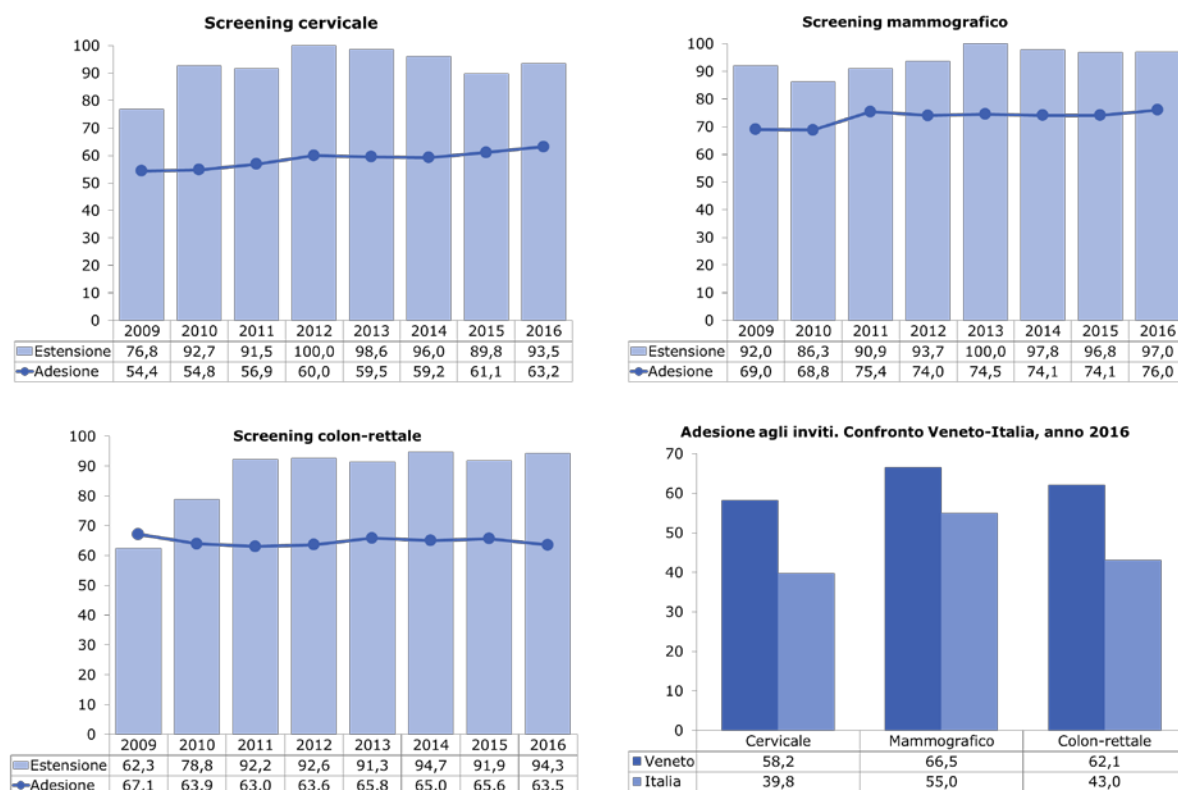 Screening cervicale
100
90
80
70
60
50
40
30
20
10
0
2009 2010 2011 2012 2013 2014 2015 2016
Estensione 76,8 92,7 91,5 100,0 98,6 96,0 89,8 93,5
Adesione 54,4 54,8 56,9 60,0 59,5 59,2 61,1 63,2
Screening mammografico
100
90
80
70
60
50
40
30
20
10
0
2009 2010 2011 2012 2013 2014 2015 2016
Estensione 92,0 86,3 90,9 93,7 100,0 97,8 96,8 97,0
Adesione 69,0 68,8 75,4 74,0 74,5 74,1 74,1 76,0
Screening colon-rettale
100
90
80
70
60
50
40
30
20
10
0
2009 2010 2011 2012 2013 2014 2015 2016
Estensione 62,3 78,8 92,2 92,6 91,3 94,7 91,9 94,3
Adesione 67,1 63,9 63,0 63,6 65,8 65,0 65,6 63,5
Adesione agli inviti. Confronto Veneto-Italia, anno 2016
70
60
50
40
30
20
10
0
Cervicale Mammografico Colon-rettale
Veneto 58,2 66,5 62,1
Italia 39,8 55,0 43,0